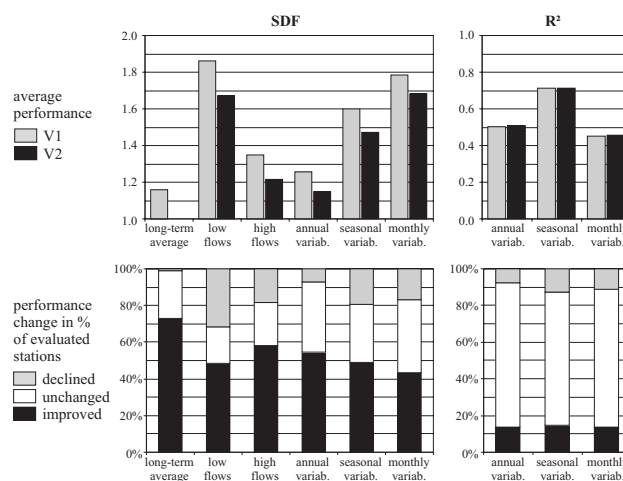 SDF
R²
average
performance
V1
V2
2.0
1.8
1.6
1.4
1.2
1.0
long-term
average
low
flows
high
flows
annual
variab.
seasonal
variab.
monthly
variab.
1.0
0.8
0.6
0.4
0.2
0.0
annual
variab.
seasonal
variab.
monthly
variab.
performance
change in %
of evaluated
stations
declined
unchanged
improved
100%
80%
60%
40%
20%
0%
long-term
average
low
flows
high
flows
annual
variab.
seasonal
variab.
monthly
variab.
100%
80%
60%
40%
20%
0%
annual
variab.
seasonal
variab.
monthly
variab.